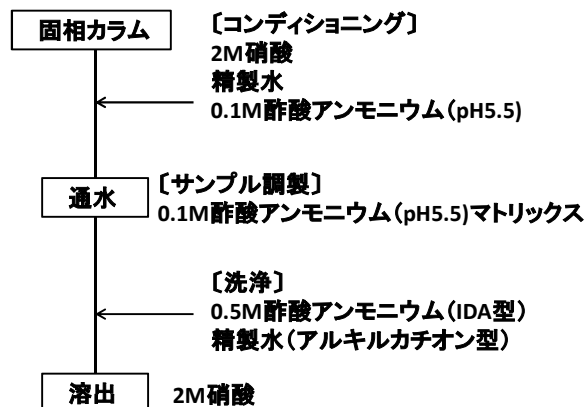 固相カラム
〔コンディショニング〕
2M硝酸
精製水
0.1M酢酸アンモニウム(pH5.5)
通水
〔サンプル調製〕
0.1M酢酸アンモニウム(pH5.5)マトリックス
〔洗浄〕
0.5M酢酸アンモニウム(IDA型)
精製水(アルキルカチオン型)
溶出
2M硝酸